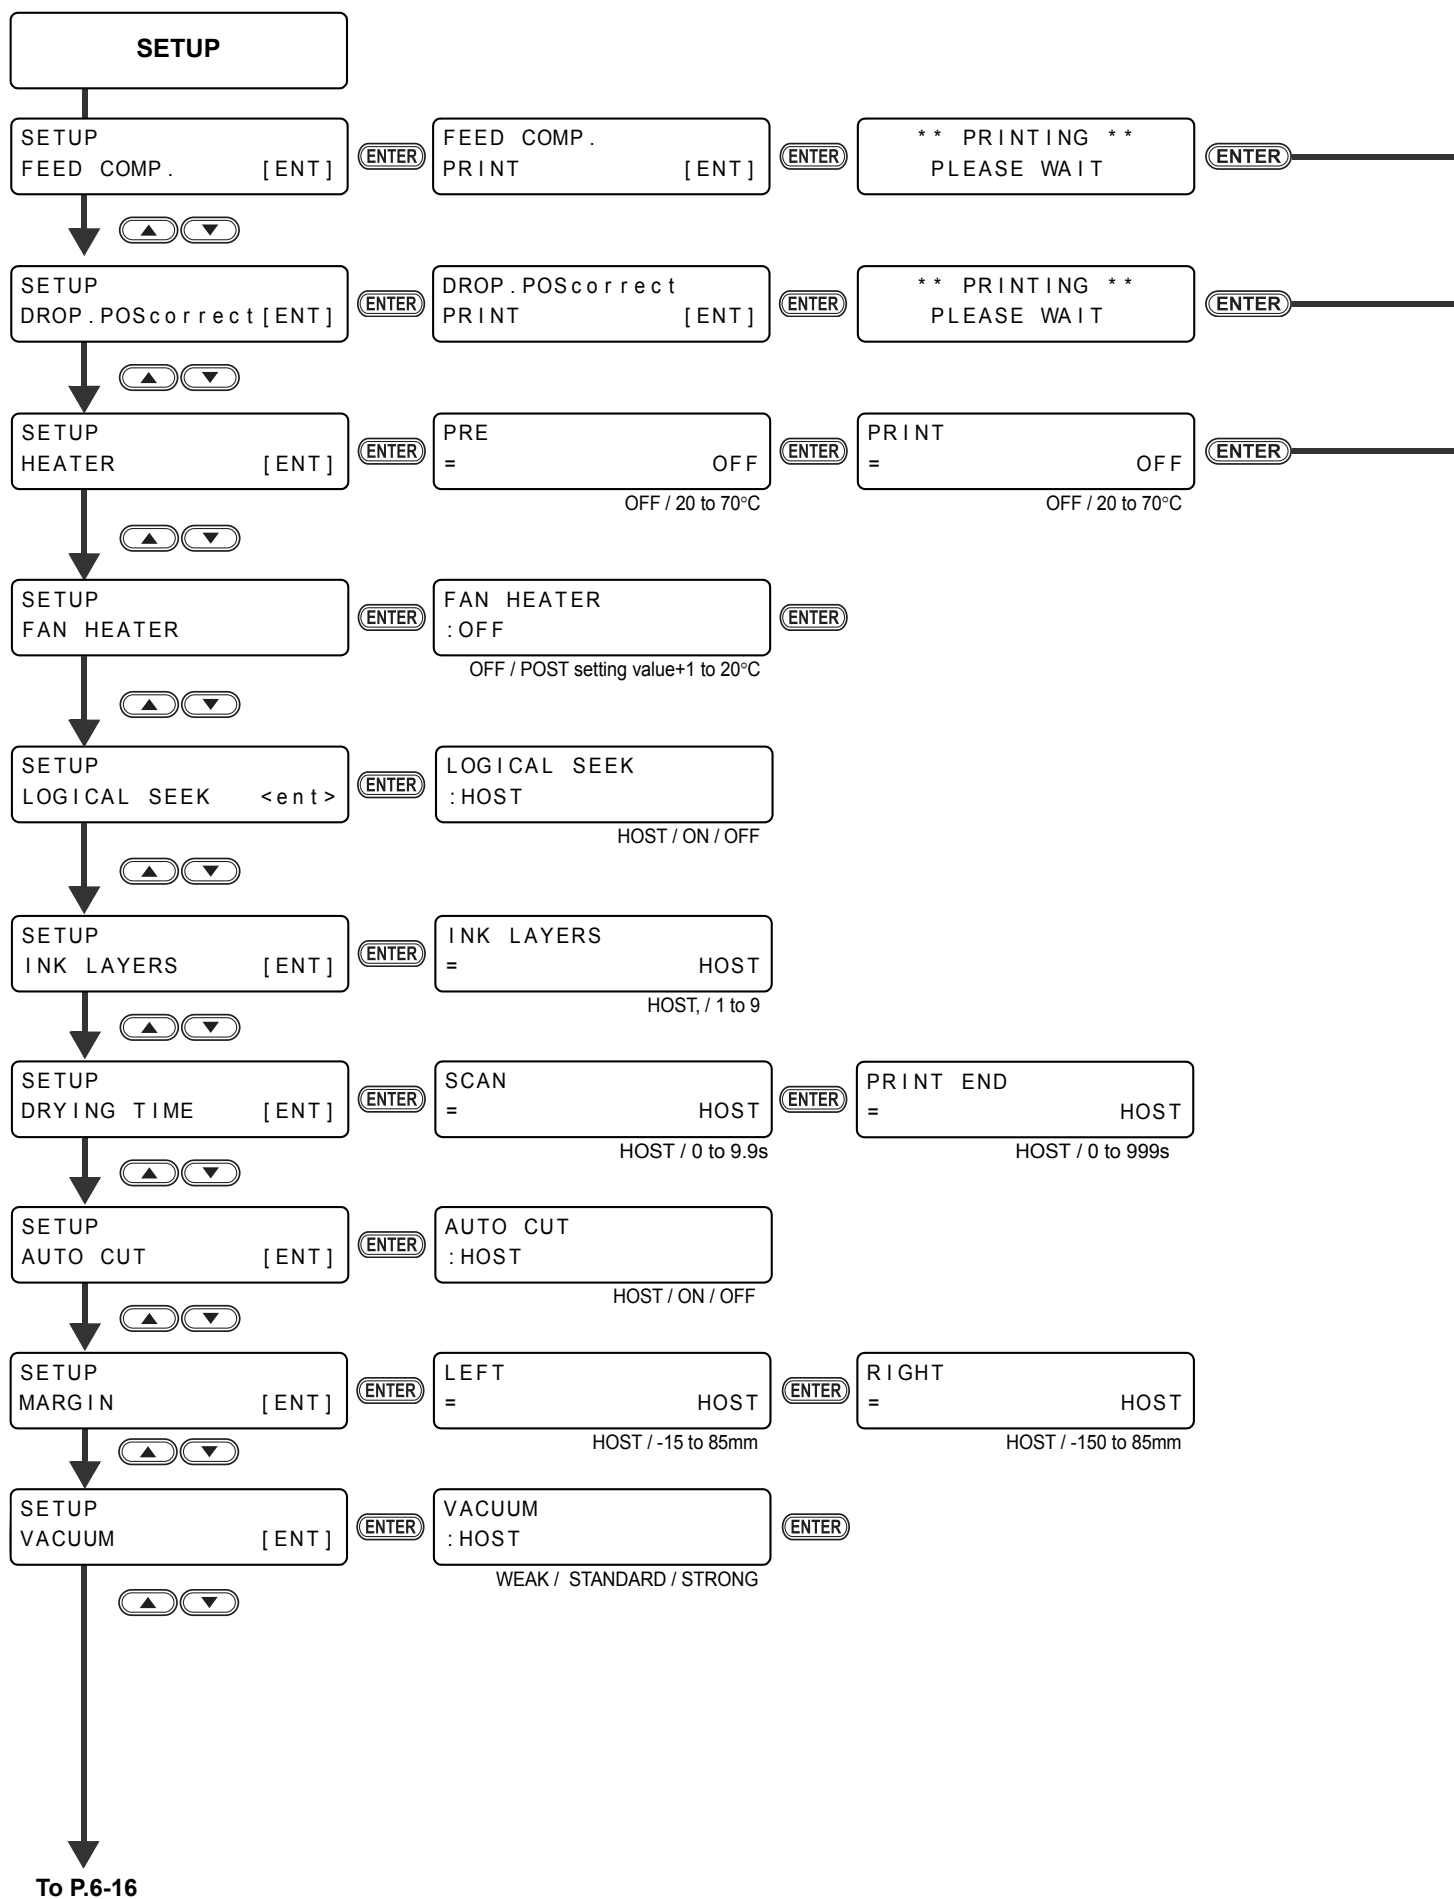 SETUP
SETUP
FEED COMP. [ENT]
ENTER
FEED COMP.
PRINT [ENT]
ENTER
** PRINTING **
PLEASE WAIT
ENTER
SETUP
DROP.POScorrect[ENT]
ENTER
DROP.POScorrect
PRINT [ENT]
ENTER
** PRINTING **
PLEASE WAIT
ENTER
SETUP
HEATER [ENT]
ENTER
PRE
= OFF
OFF / 20 to 70°C
ENTER
PRINT
= OFF
OFF / 20 to 70°C
ENTER
SETUP
FAN HEATER
ENTER
FAN HEATER
:OFF
OFF / POST setting value+1 to 20°C
ENTER
SETUP
LOGICAL SEEK <ent>
ENTER
LOGICAL SEEK
:HOST
HOST / ON / OFF
SETUP
INK LAYERS [ENT]
ENTER
INK LAYERS
= HOST
HOST, / 1 to 9
SETUP
DRYING TIME [ENT]
ENTER
SCAN
= HOST
HOST / 0 to 9.9s
ENTER
PRINT END
= HOST
HOST / 0 to 999s
SETUP
AUTO CUT [ENT]
ENTER
AUTO CUT
:HOST
HOST / ON / OFF
SETUP
MARGIN [ENT]
ENTER
LEFT
= HOST
HOST / -15 to 85mm
ENTER
RIGHT
= HOST
HOST / -150 to 85mm
SETUP
VACUUM [ENT]
ENTER
VACUUM
:HOST
WEAK / STANDARD / STRONG
ENTER
To P.6-16